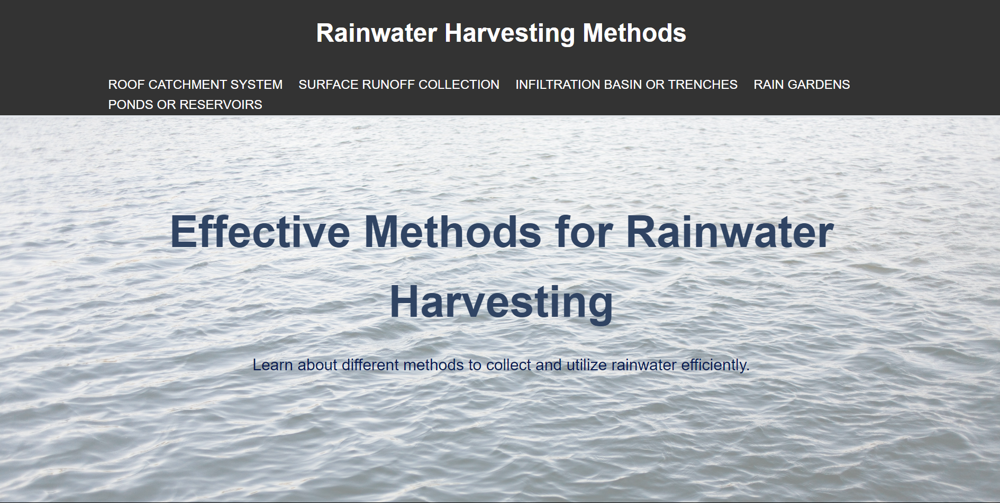 Rainwater Harvesting Methods
ROOF CATCHMENT SYSTEM SURFACE RUNOFF COLLECTION INFILTRATION BASIN OR TRENCHES RAIN GARDENS
PONDS OR RESERVOIRS
Effective Methods for Rainwater
Harvesting
Learn about different methods to collect and utilize rainwater efficiently.